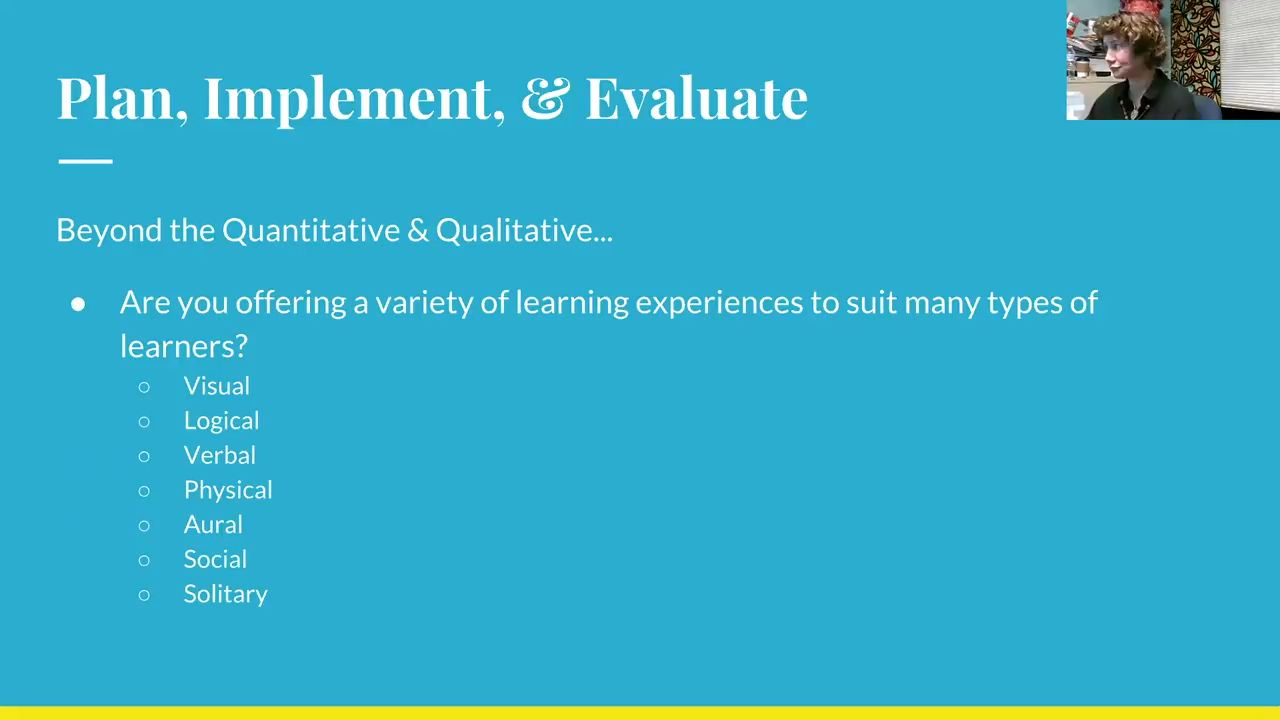 Plan, Implement, & Evaluate
Beyond the Quantitative & Qualitative...
● Are you offering a variety of learning experiences to suit many types of
learners?
○ Visual
○ Logical
○ Verbal
○ Physical
○ Aural
○ Social
○ Solitary